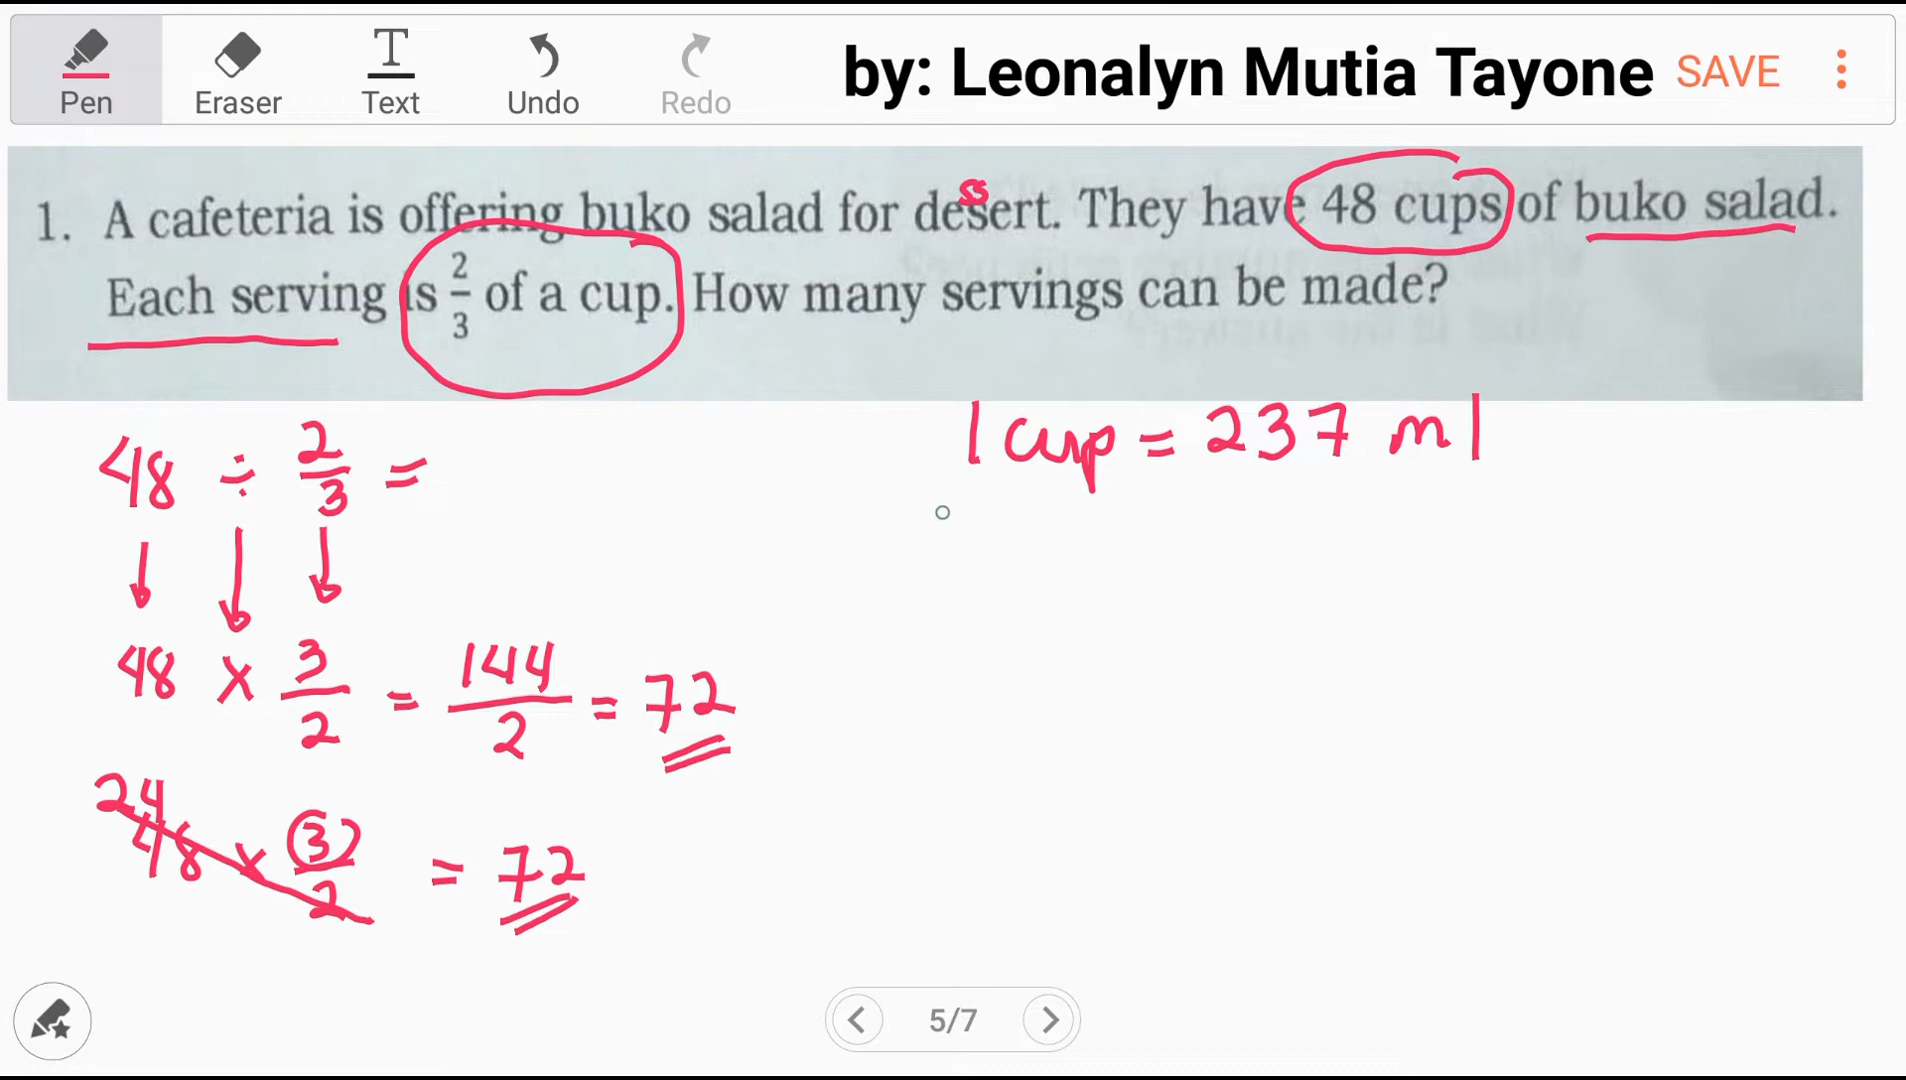 Pen Eraser Text Undo Redo by: Leonalyn Mutia Tayone SAVE
T
ss
1. A cafeteria is offering buko salad for desert. They have 48 cups of buko salad.
Each serving is 2/3 of a cup. How many servings can be made?
1 cup = 237 ml
48 ÷ 2/3 =
48 x 3/2 = 144/2 = 72
24
48 x 3/2 = 72
5/7